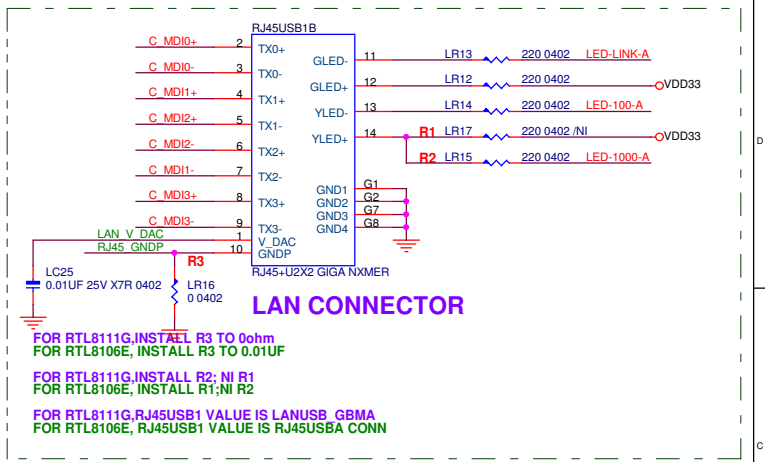 RJ45USB1B
C_MDI0+ 2 TX0+ GLED- 11 LR13 220 0402 LED-LINK-A
C_MDI0- 3 TX0- GLED+ 12 LR12 220 0402 VDD33
C_MDI1+ 4 TX1+ YLED- 13 LR14 220 0402 LED-100-A
C_MDI2+ 5 TX1- YLED+ 14 R1 LR17 220 0402 /NI VDD33
C_MDI2- 6 TX2+ R2 LR15 220 0402 LED-1000-A
C_MDI1- 7 TX2- GND1 G1
C_MDI3+ 8 TX3+ GND2 G2
GND3 G7
C_MDI3- 9 TX3- GND4 G8
LAN_V_DAC 1 V_DAC
RJ45_GNDP 10 GNDP
R3
RJ45+U2X2 GIGA NXMER
LC25
0.01UF 25V X7R 0402
LR16
0 0402
LAN CONNECTOR
FOR RTL8111G,INSTALL R3 TO 0ohm
FOR RTL8106E, INSTALL R3 TO 0.01UF
FOR RTL8111G,INSTALL R2; NI R1
FOR RTL8106E, INSTALL R1;NI R2
FOR RTL8111G,RJ45USB1 VALUE IS LANUSB_GBMA
FOR RTL8106E, RJ45USB1 VALUE IS RJ45USBA CONN
D
C